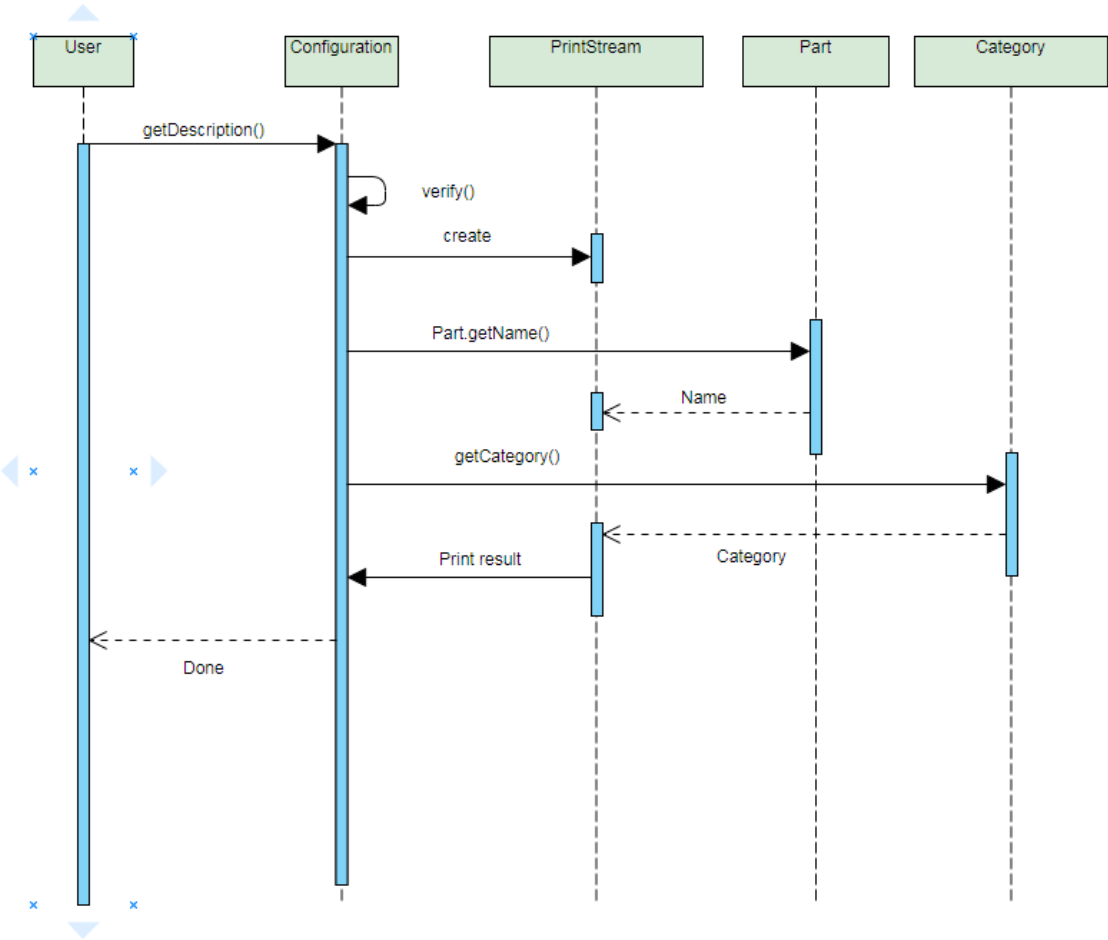 User
Configuration
PrintStream
Part
Category
getDescription()
verify()
create
Part.getName()
Name
getCategory()
Category
Print result
Done